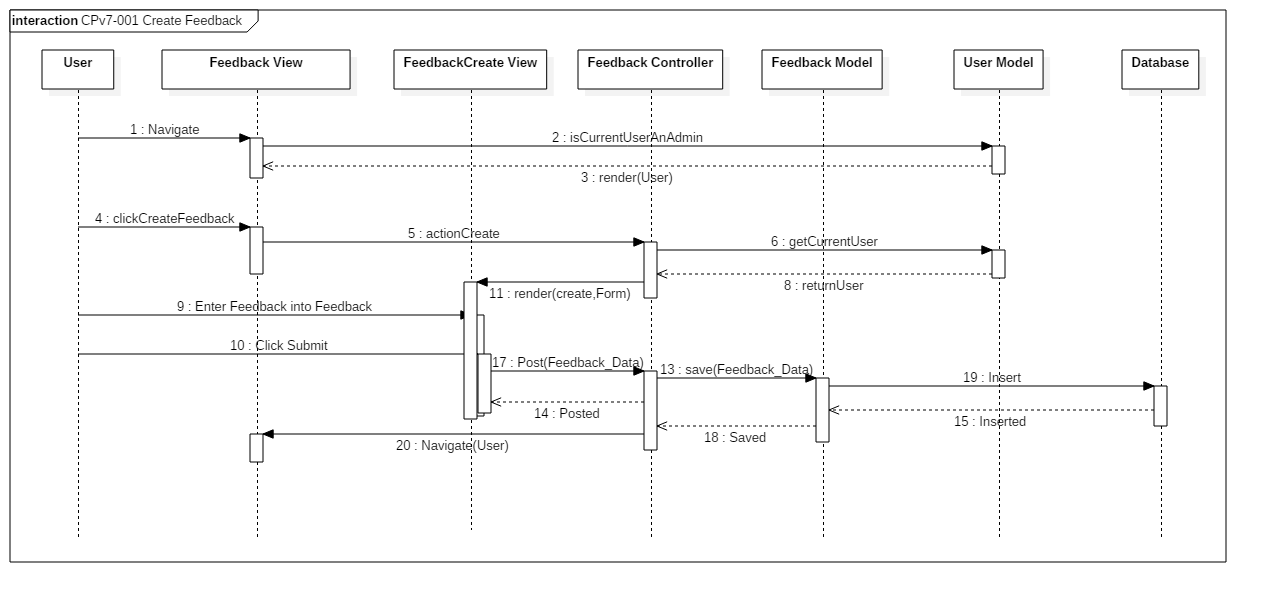 interaction CPv7-001 Create Feedback
User
Feedback View
FeedbackCreate View
Feedback Controller
Feedback Model
User Model
Database
1 : Navigate
2 : isCurrentUserAnAdmin
3 : render(User)
4 : clickCreateFeedback
5 : actionCreate
6 : getCurrentUser
8 : returnUser
11 : render(create,Form)
9 : Enter Feedback into Feedback
10 : Click Submit
17 : Post(Feedback_Data)
13 : save(Feedback_Data)
19 : Insert
14 : Posted
15 : Inserted
18 : Saved
20 : Navigate(User)